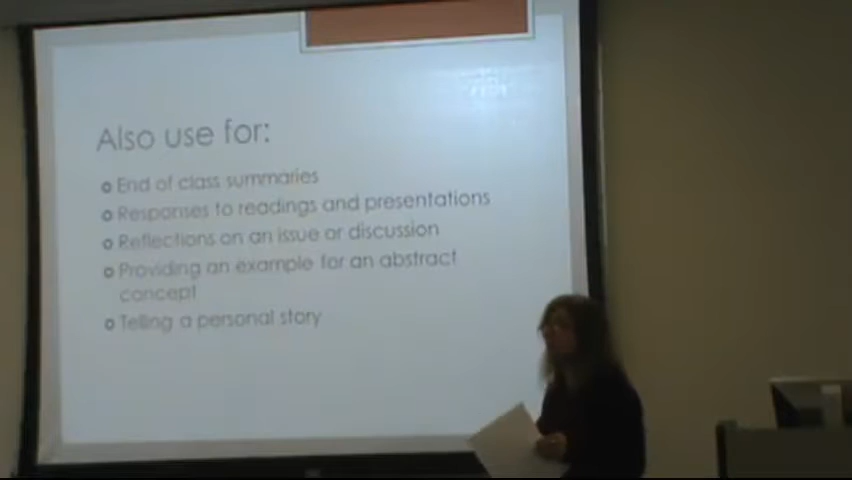 Also use for:
End of class summaries
Responses to readings and presentations
Reflections on an issue or discussion
Providing an example for an abstract
concept
Telling a personal story